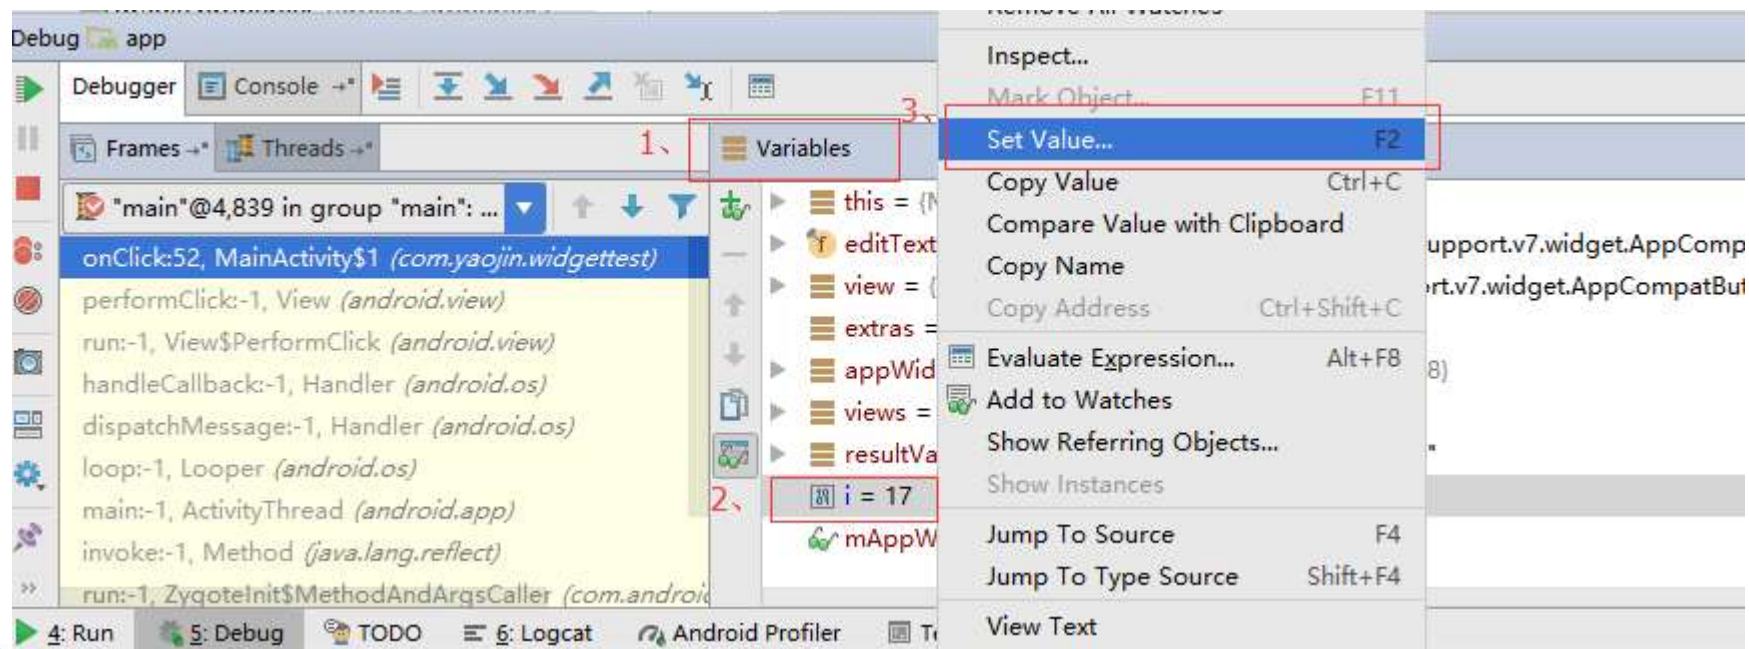 Remove All Watches
Debug app
Inspect...
Debugger Console
Mark Object... F11
3、
1、
Frames Threads
Variables
Set Value... F2
Copy Value Ctrl+C
"main"@4,839 in group "main": ...
this = {
Compare Value with Clipboard
onClick:52, MainActivity$1 (com.yaojin.widgettest)
editText
upport.v7.widget.AppComp
Copy Name
performClick:-1, View (android.view)
view = {
rt.v7.widget.AppCompatBut
Copy Address Ctrl+Shift+C
run:-1, View$PerformClick (android.view)
extras =
Evaluate Expression... Alt+F8
handleCallback:-1, Handler (android.os)
appWid
8)
Add to Watches
dispatchMessage:-1, Handler (android.os)
views =
Show Referring Objects...
loop:-1, Looper (android.os)
resultVa
"
Show Instances
2、
i = 17
main:-1, ActivityThread (android.app)
Jump To Source F4
invoke:-1, Method (java.lang.reflect)
mAppW
Jump To Type Source Shift+F4
run:-1, ZygoteInit$MethodAndArgsCaller (com.androi
View Text
4: Run 5: Debug TODO 6: Logcat Android Profiler Te